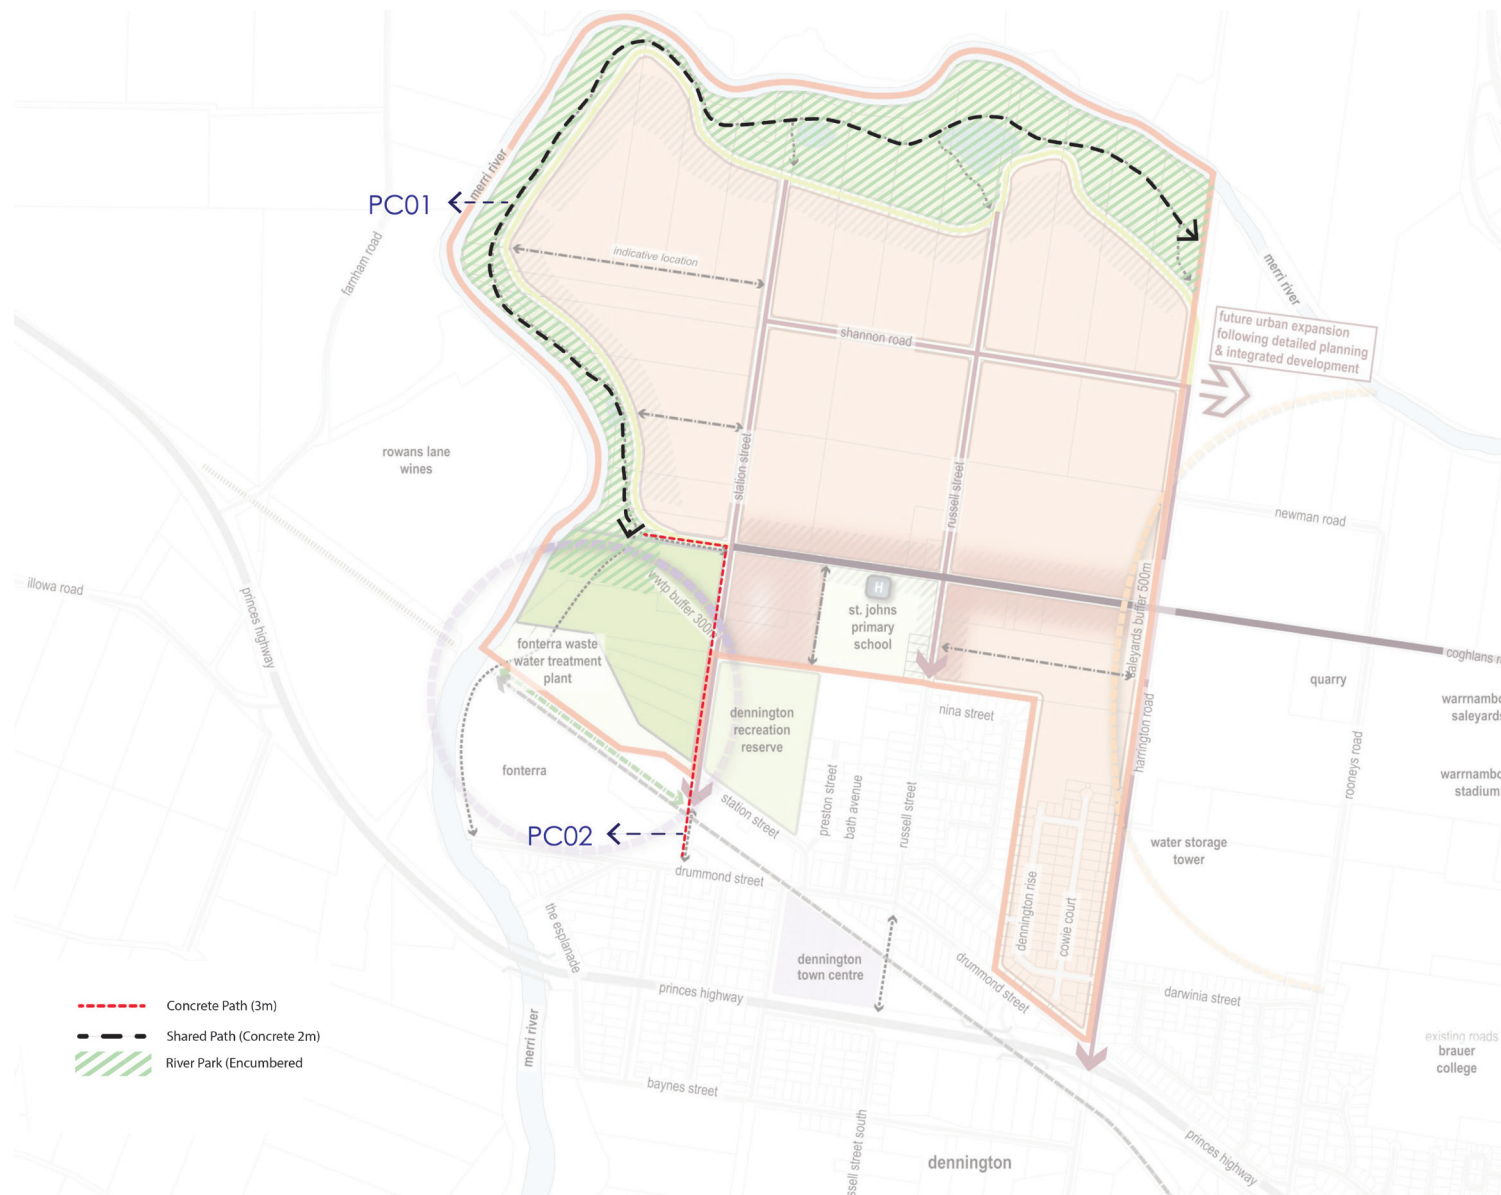 merri river
PC01
farnham road
indicative location
merri river
shannon road
future urban expansion
following detailed planning
& integrated development
rowans lane
wines
station street
russell street
newman road
illowa road
princes highway
wwtp buffer 300m
H
st. johns
primary
school
saleyards buffer 500m
coghlans r
fonterra waste
water treatment
plant
quarry
warrnambo
saleyards
nina street
dennington
recreation
reserve
harrington road
rooneys road
fonterra
preston street
bath avenue
russell street
warrnambo
stadium
station street
PC02
water storage
tower
drummond street
the esplanade
dennington rise
cowie court
dennington
town centre
drummond street
princes highway
darwinia street
Concrete Path (3m)
Shared Path (Concrete 2m)
River Park (Encumbered
merri river
existing roads
brauer
college
baynes street
ssell street south
princes highway
dennington